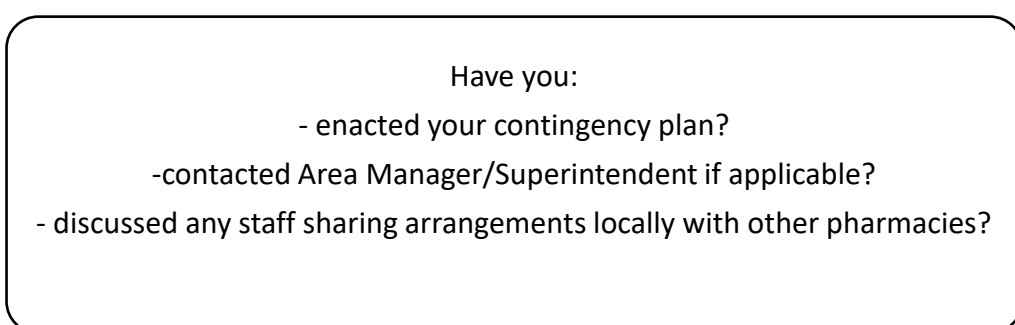 Have you:
- enacted your contingency plan?
-contacted Area Manager/Superintendent if applicable?
- discussed any staff sharing arrangements locally with other pharmacies?